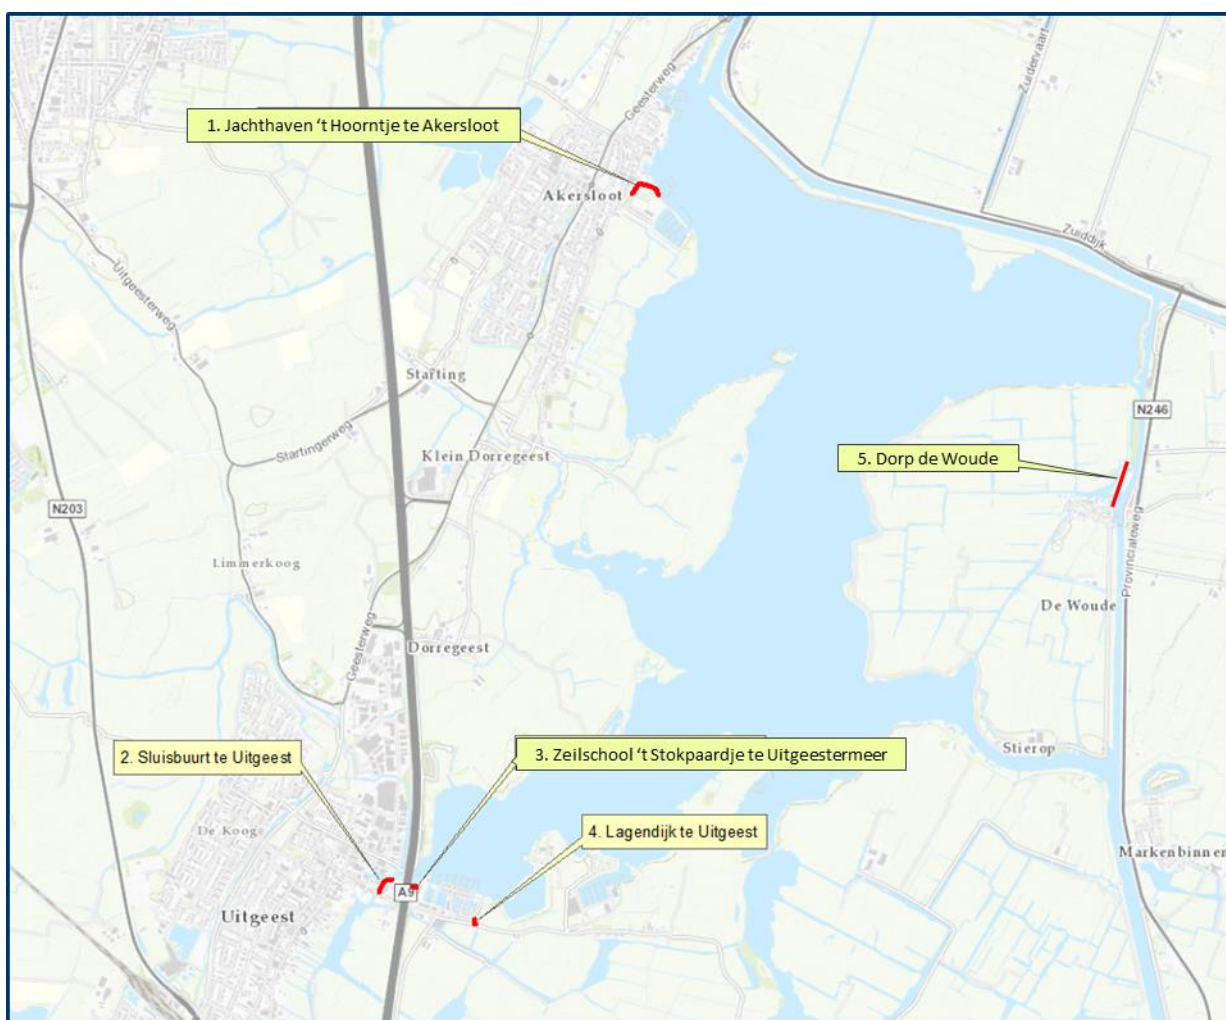 Zuidervaart
Geesterweg
1. Jachthaven ‘t Hoorntje te Akersloot
Akersloot
Zuiddijk
Uitgeesterweg
Starting
N246
Startingerweg
Klein Dorregeest
5. Dorp de Woude
N203
Limmerkoog
Provincialeweg
De Woude
Geesterweg
Dorregeest
Stierop
2. Sluisbuurt te Uitgeest
3. Zeilschool ‘t Stokpaardje te Uitgeestermeer
4. Lagendijk te Uitgeest
De Koog
Markenbinnen
A9
Uitgeest